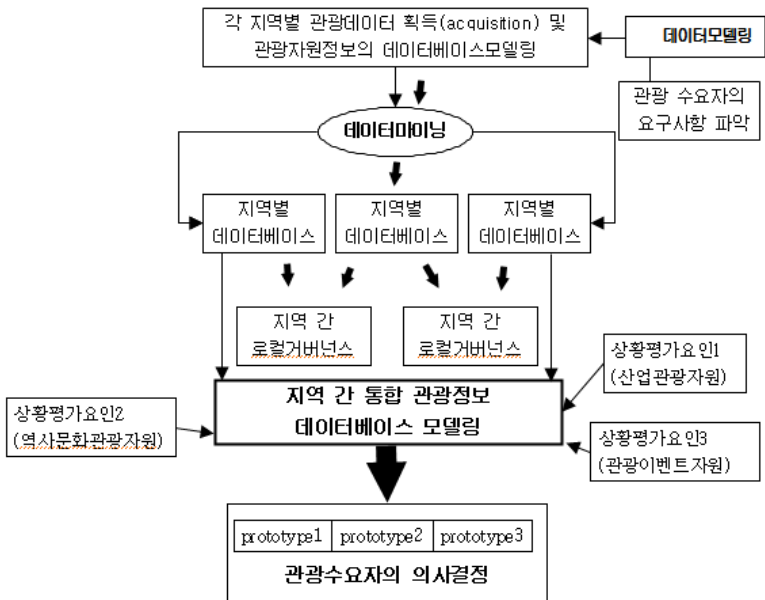 각 지역별 관광데이터 획득(acquisition) 및
관광자원정보의 데이터베이스모델링
데이터모델링
관광 수요자의
요구사항 파악
데이터마이닝
지역별
데이터베이스
지역별
데이터베이스
지역별
데이터베이스
지역 간
로컬거버넌스
지역 간
로컬거버넌스
상황평가요인1
(산업관광자원)
지역 간 통합 관광정보
데이터베이스 모델링
상황평가요인2
(역사문화관광자원)
상황평가요인3
(관광이벤트자원)
prototype1
prototype2
prototype3
관광수요자의 의사결정